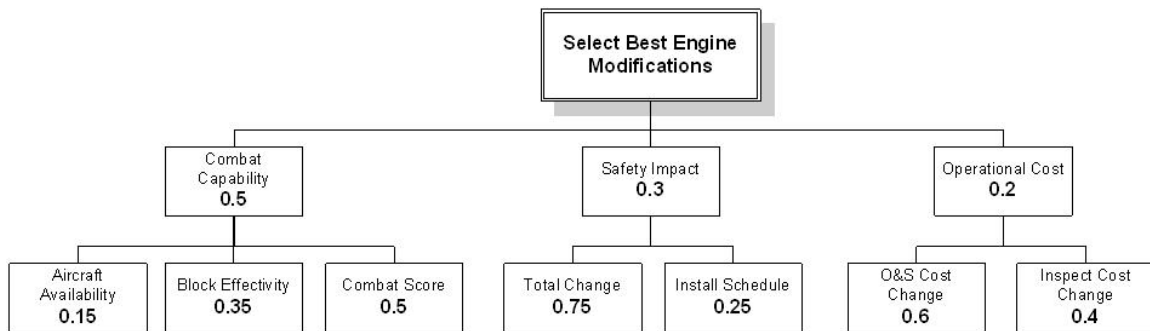 Select Best Engine
Modifications
Combat
Capability
0.5
Safety Impact
0.3
Operational Cost
0.2
Aircraft
Availability
0.15
Block Effectivity
0.35
Combat Score
0.5
Total Change
0.75
Install Schedule
0.25
O&S Cost
Change
0.6
Inspect Cost
Change
0.4